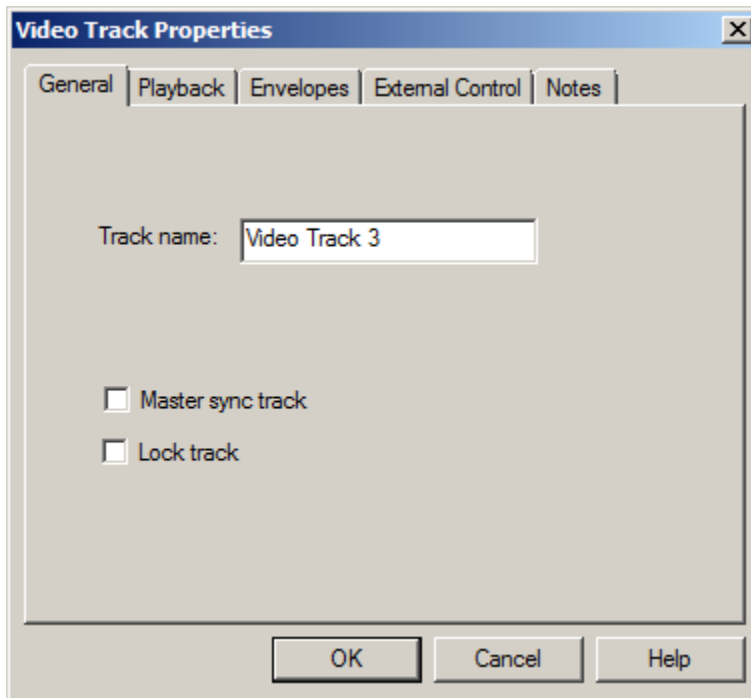 Video Track Properties
General Playback Envelopes External Control Notes
Track name: Video Track 3
Master sync track
Lock track
OK Cancel Help